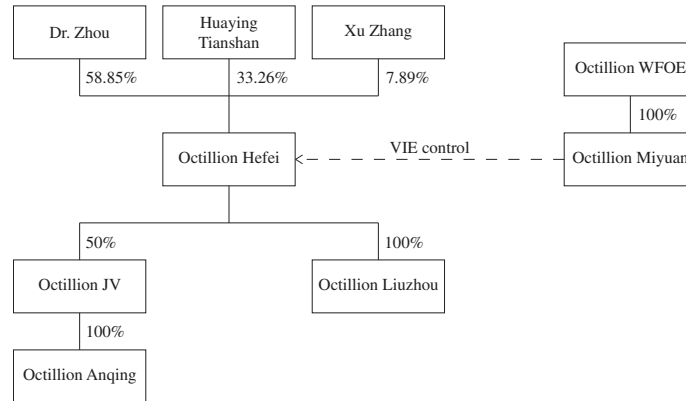 Dr. Zhou
Huaying
Tianshan
Xu Zhang
Octillion WFOE
58.85%
33.26%
7.89%
100%
Octillion Hefei
VIE control
Octillion Miyuan
50%
100%
Octillion JV
Octillion Liuzhou
100%
Octillion Anqing